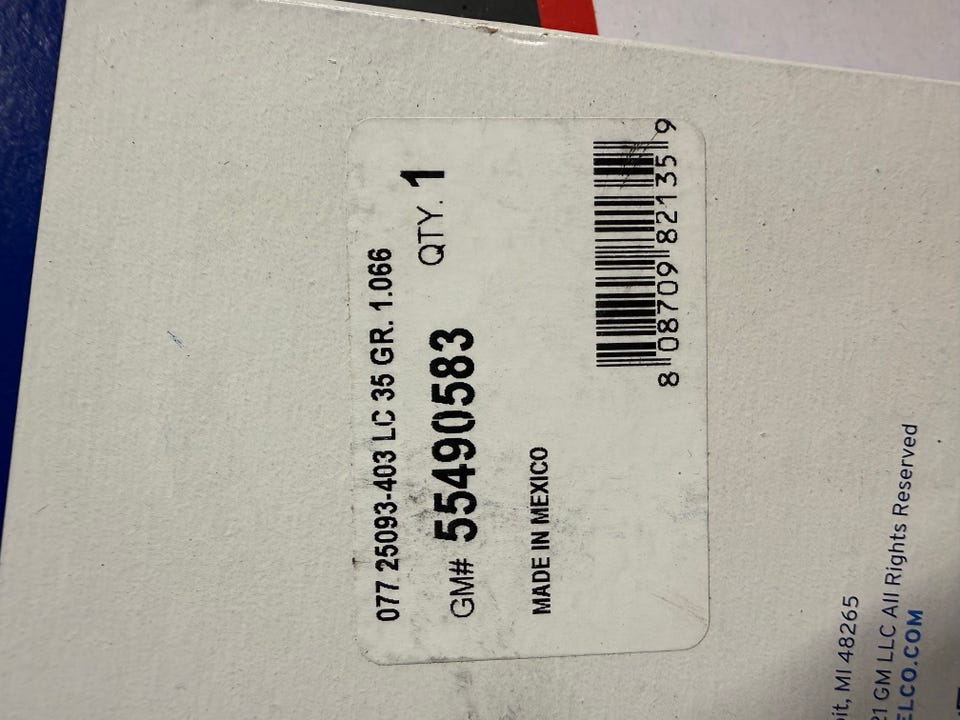 077 25093-403 LC 35 GR. 1.066
GM# 55490583 QTY. 1
MADE IN MEXICO
8 08709 82135 9
MI 48265
GM LLC All Rights Reserved